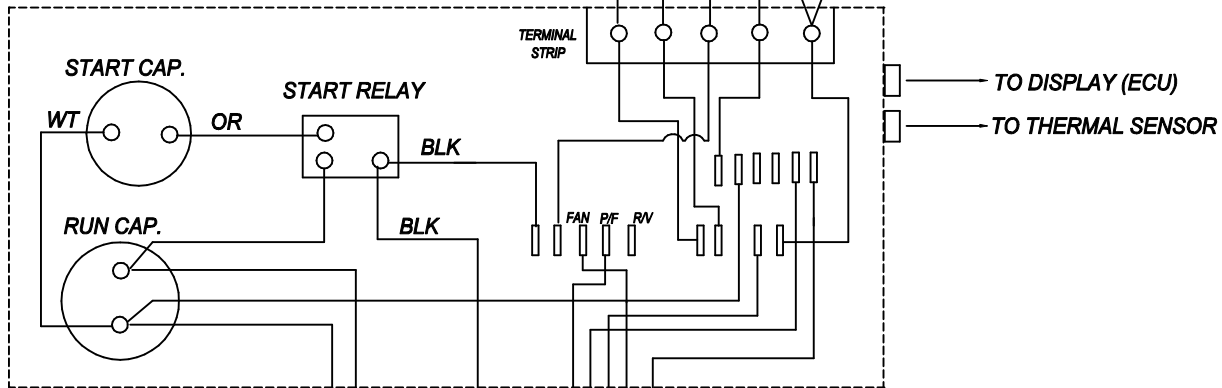 TERMINAL
STRIP
START CAP.
START RELAY
TO DISPLAY (ECU)
WT
OR
TO THERMAL SENSOR
BLK
RUN CAP.
BLK
FAN
P/F
R/V